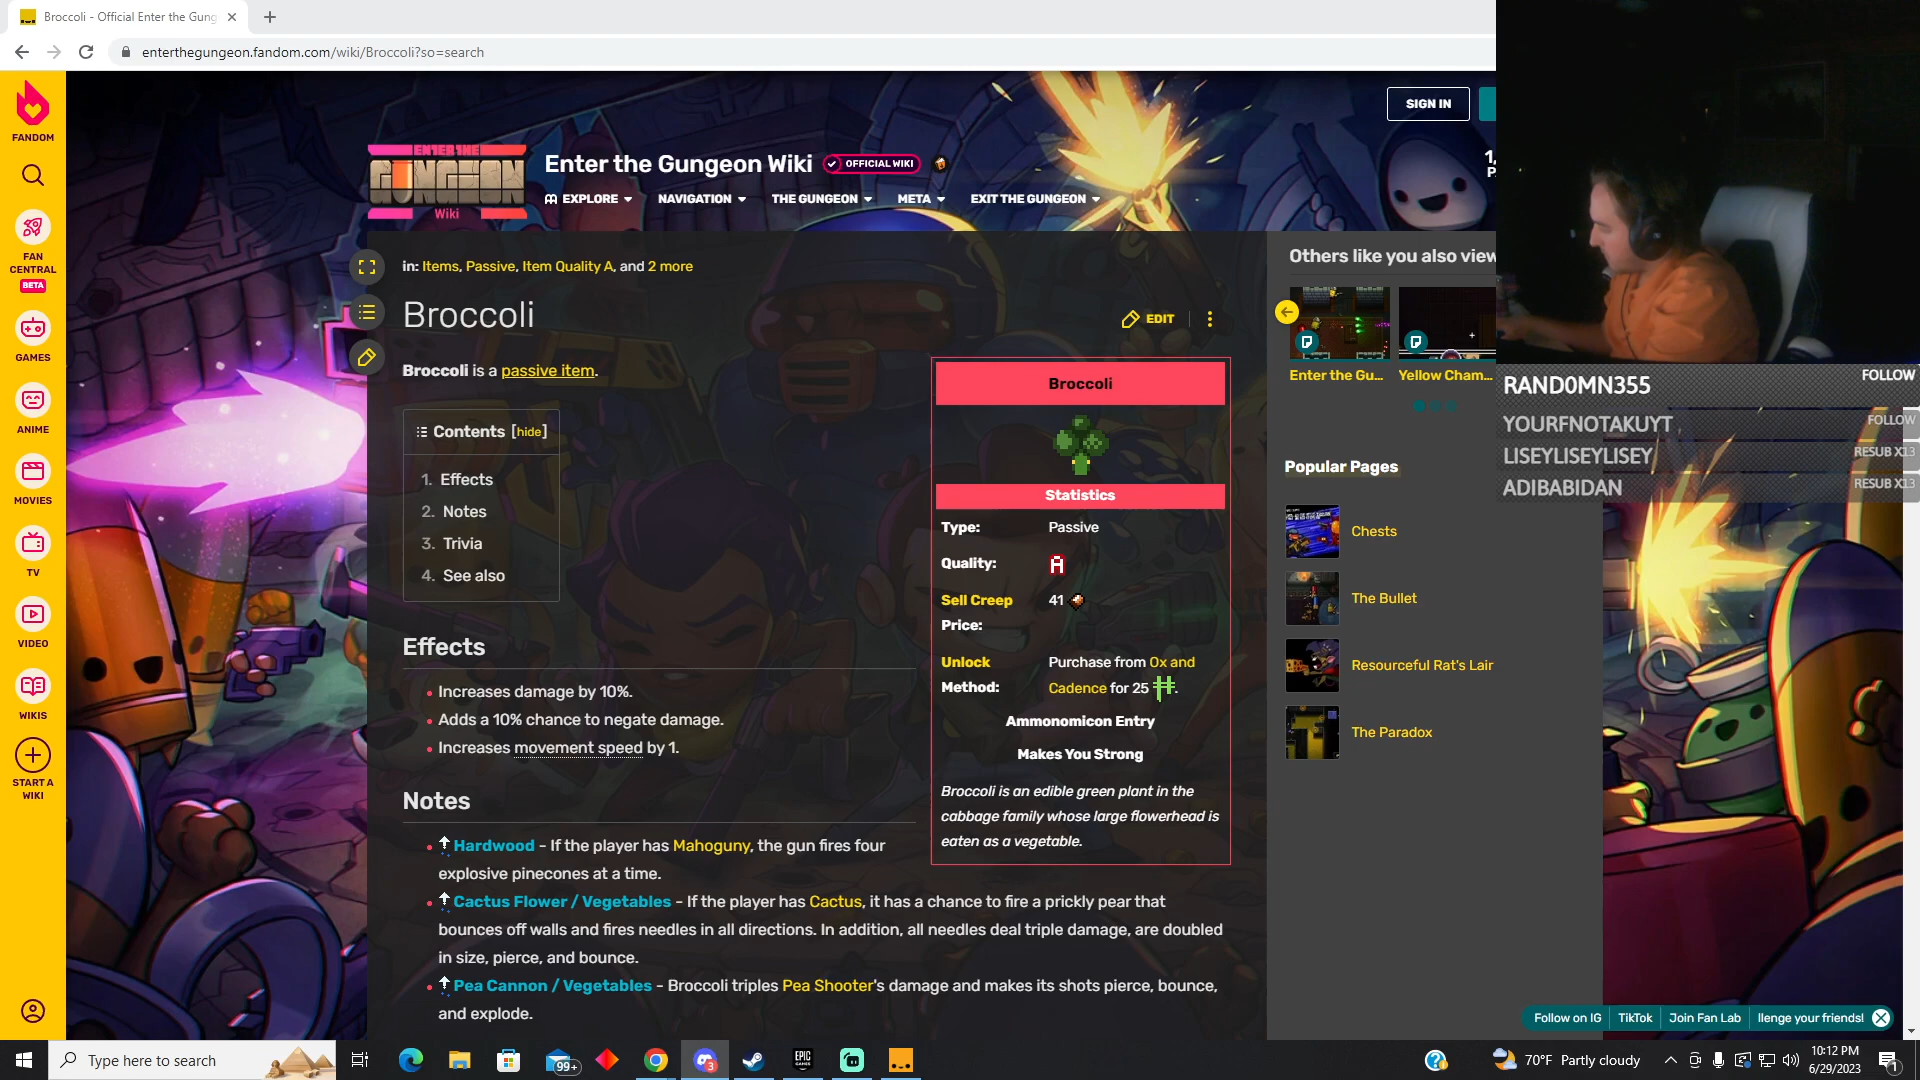 Broccoli - Official Enter the Gung
enterthegungeon.fandom.com/wiki/Broccoli?so=search
FANDOM
FAN CENTRAL
BETA
GAMES
ANIME
MOVIES
TV
VIDEO
WIKIS
START A WIKI
SIGN IN
ENTER THE
GUNGEON
Wiki
Enter the Gungeon Wiki
OFFICIAL WIKI
EXPLORE
NAVIGATION
THE GUNGEON
META
EXIT THE GUNGEON
in: Items, Passive, Item Quality A, and 2 more
Broccoli
EDIT
Broccoli is a passive item.
Contents [hide]
1. Effects
2. Notes
3. Trivia
4. See also
Effects
Increases damage by 10%.
Adds a 10% chance to negate damage.
Increases movement speed by 1.
Notes
Hardwood - If the player has Mahoguny, the gun fires four
explosive pinecones at a time.
Cactus Flower / Vegetables - If the player has Cactus, it has a chance to fire a prickly pear that
bounces off walls and fires needles in all directions. In addition, all needles deal triple damage, are doubled
in size, pierce, and bounce.
Pea Cannon / Vegetables - Broccoli triples Pea Shooter's damage and makes its shots pierce, bounce,
and explode.
Broccoli
Statistics
Type: Passive
Quality: A
Sell Creep Price: 41
Unlock Method: Purchase from Ox and
Cadence for 25 .
Ammonomicon Entry
Makes You Strong
Broccoli is an edible green plant in the
cabbage family whose large flowerhead is
eaten as a vegetable.
Others like you also view
Enter the Gu...
Yellow Cham...
Popular Pages
Chests
The Bullet
Resourceful Rat's Lair
The Paradox
RAND0MN355 FOLLOW
YOURFNOTAKUYT FOLLOW
LISEYLISEYLISEY RESUB X13
ADIBABIDAN RESUB X13
Follow on IG
TikTok
Join Fan Lab
llenge your friends!
Type here to search
99+
3
EPIC GAMES
70°F Partly cloudy
10:12 PM
6/29/2023
1